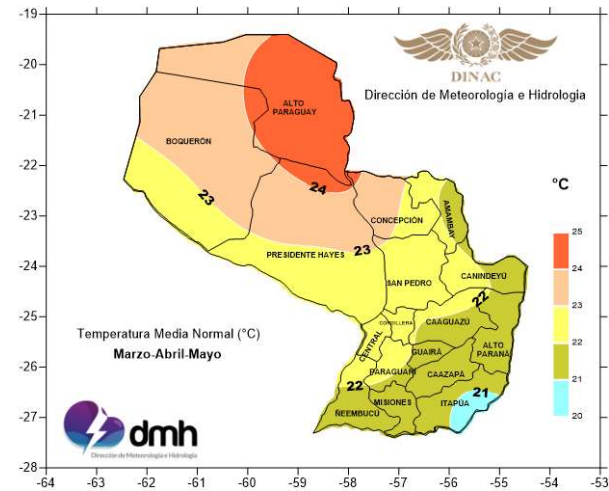 -19
-20
-21
-22
-23
-24
-25
-26
-27
-28
-64
-63
-62
-61
-60
-59
-58
-57
-56
-55
-54
-53
DINAC
Dirección de Meteorología e Hidrologia
ALTO
PARAGUAY
BOQUERÓN
24
23
CONCEPCIÓN
AMAMBAY
23
PRESIDENTE HAYES
SAN PEDRO
CANINDEYÚ
22
CORDILLERA
CAAGUAZÚ
CENTRAL
GUAIRÁ
ALTO
PARANÁ
PARAGUARI
CAAZAPÁ
22
MISIONES
ITAPÚA
21
ÑEEMBUCÚ
°C
25
24
23
22
21
20
Temperatura Media Normal (°C)
Marzo-Abril-Mayo
dmh
Dirección de Meteorología e Hidrología